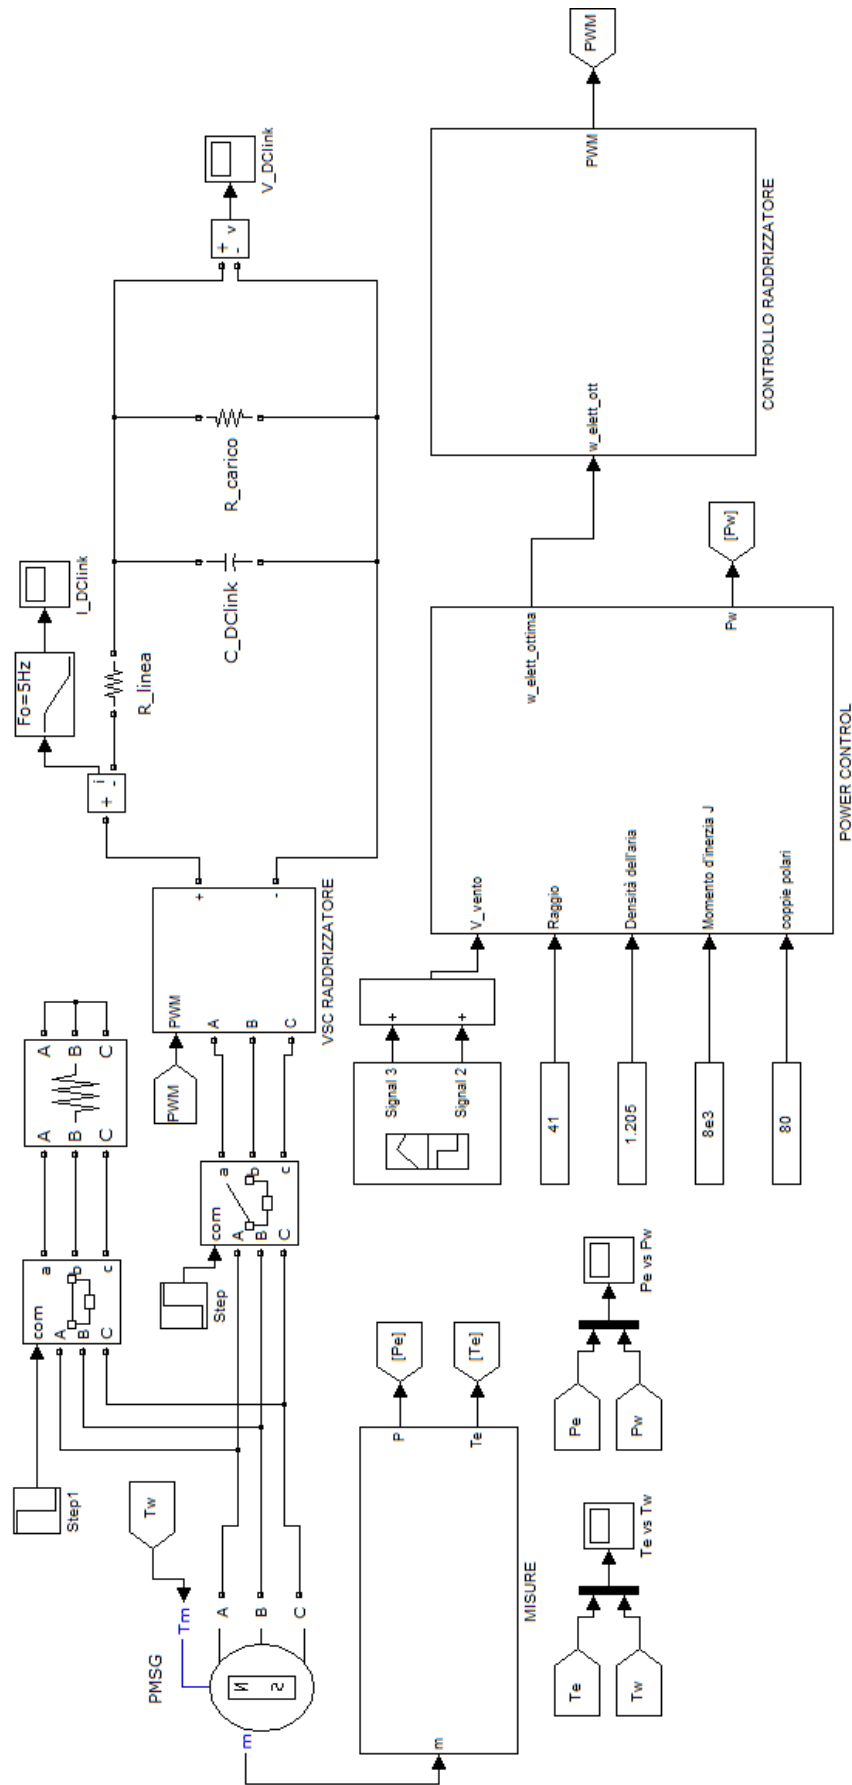 Step1
com
A
B
C
a
b
c
A
B
C
A
B
C
Fo=5Hz
I_DClink
Tw
Tm
PMSG
N
S
m
A
B
C
Step
com
A
B
C
a
b
c
PWM
PWM
A
B
C
+
-
VSC RADDRIZZATORE
+
-
i
R_linea
C_DClink
R_carico
+
-
v
V_DClink
m
P
Te
MISURE
[Pe]
[Te]
Signal 3
Signal 2
+
+
41
1.205
8e3
80
V_vento
Raggio
Densità dell'aria
Momento d'inerzia J
coppie polari
w_elett_ottima
Pw
POWER CONTROL
[Pw]
w_elett_ott
PWM
CONTROLLO RADDRIZZATORE
PWM
Te
Tw
Te vs Tw
Pe
Pw
Pe vs Pw